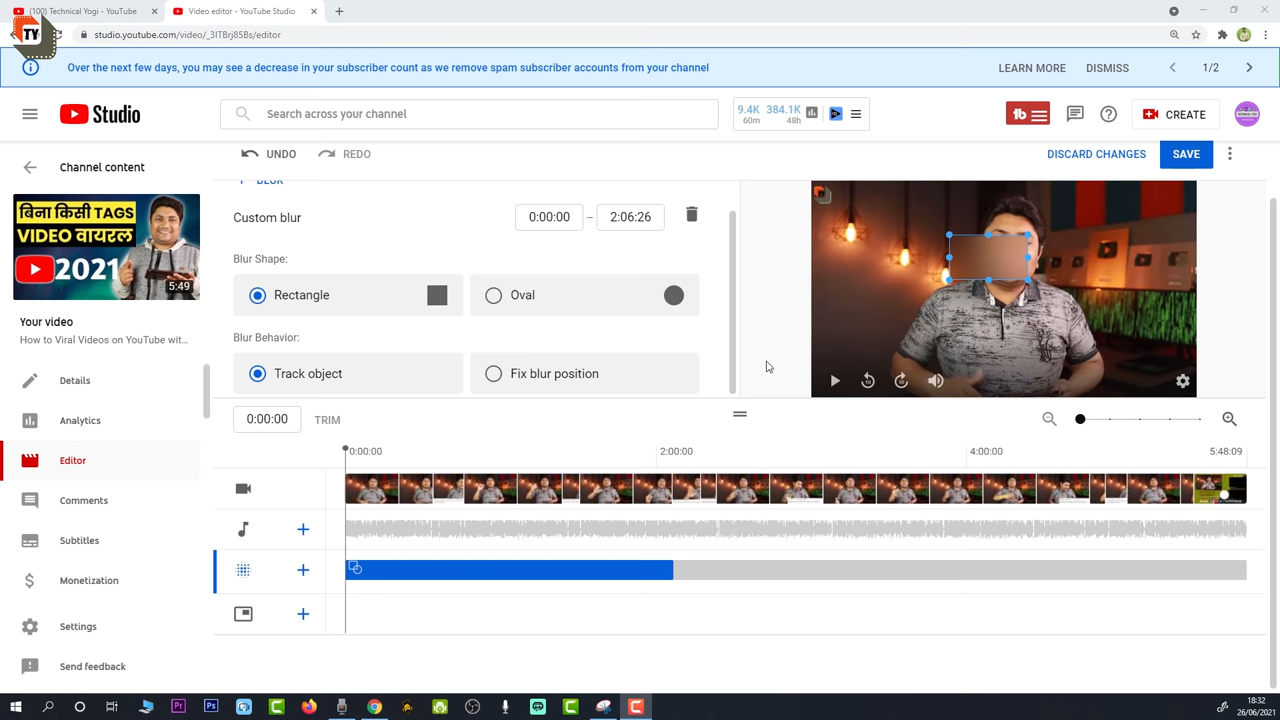 (100) Technical Yogi - YouTube
Video editor - YouTube Studio
TY
studio.youtube.com/video/_3ITBrj85Bs/editor
Over the next few days, you may see a decrease in your subscriber count as we remove spam subscriber accounts from your channel
LEARN MORE
DISMISS
1/2
Studio
Search across your channel
9.4K 384.1K
60m 48h
tb
CREATE
Channel content
UNDO
REDO
DISCARD CHANGES
SAVE
BLUR
बिना किसी TAGS
VIDEO वायरल
2021
5:49
Custom blur
0:00:00 – 2:06:26
Blur Shape:
Rectangle
Oval
Your video
How to Viral Videos on YouTube wit...
Blur Behavior:
Track object
Fix blur position
Details
Analytics
Editor
Comments
Subtitles
Monetization
Settings
Send feedback
0:00:00
TRIM
0:00:00
2:00:00
4:00:00
5:48:09
18:32
26/06/2021